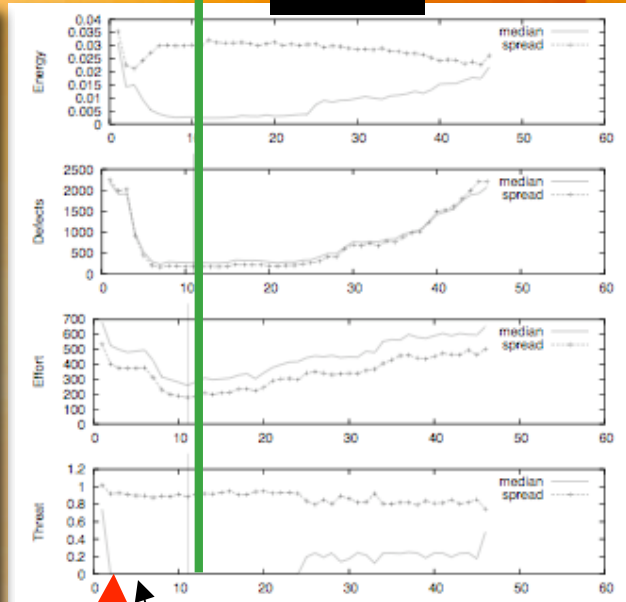 Energy
0.04
0.035
0.03
0.025
0.02
0.015
0.01
0.005
0
median
spread
0 10 20 30 40 50 60
Defects
2500
2000
1500
1000
500
0
median
spread
0 10 20 30 40 50 60
Effort
700
600
500
400
300
200
100
0
median
spread
0 10 20 30 40 50 60
Threat
1.2
1
0.8
0.6
0.4
0.2
0
median
spread
0 10 20 30 40 50 60